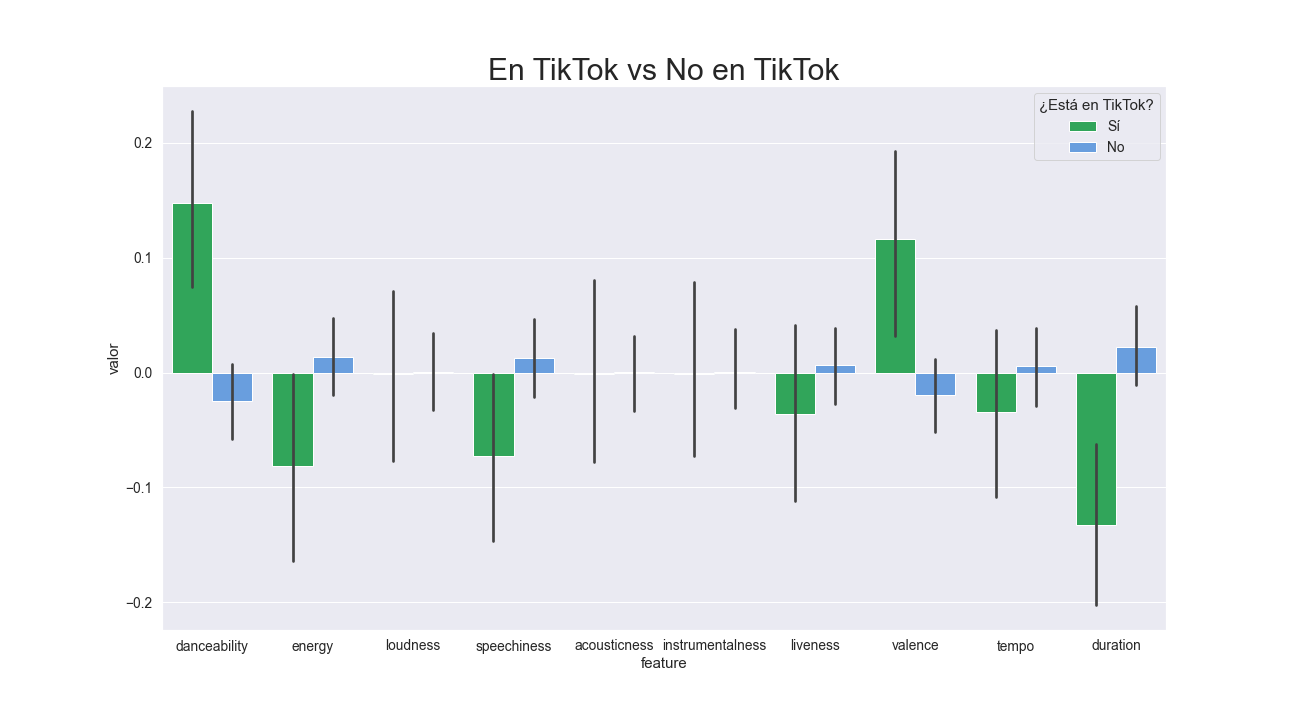 En TikTok vs No en TikTok
¿Está en TikTok?
Sí
No
0.2
0.1
0.0
−0.1
−0.2
valor
danceability energy loudness speechiness acousticness instrumentalness liveness valence tempo duration
feature